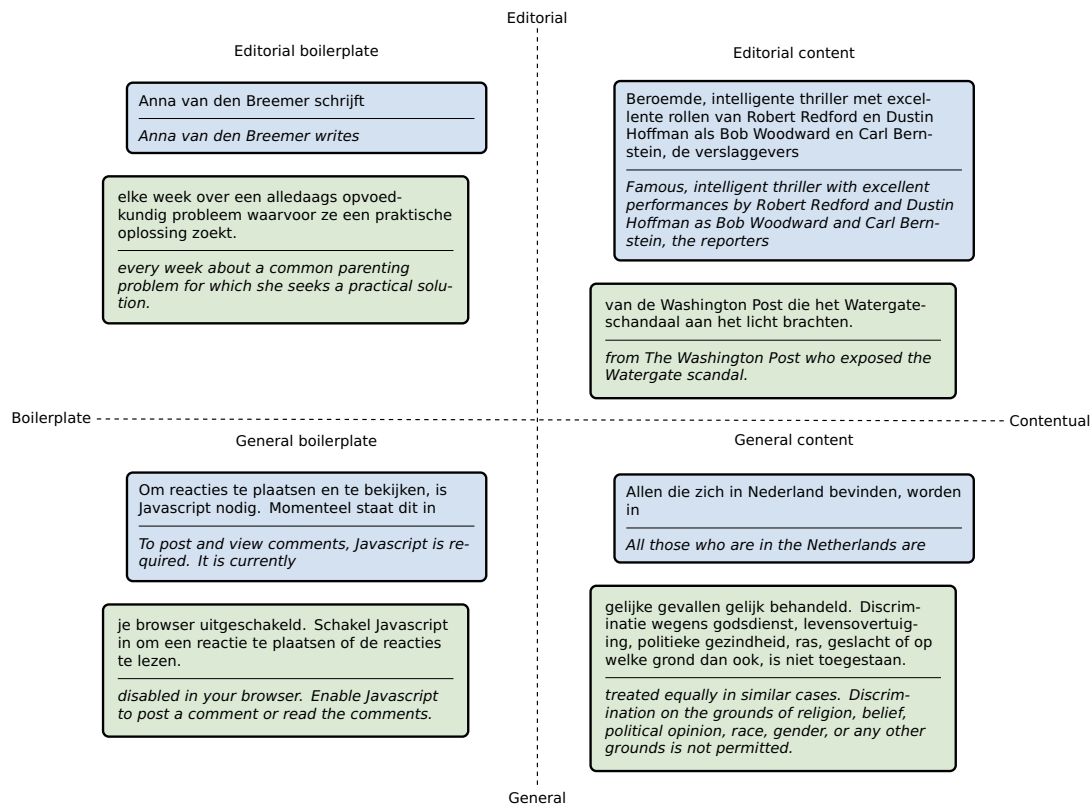 Editorial
Editorial boilerplate
Anna van den Breemer schrijft
Anna van den Breemer writes
elke week over een alledaags opvoed-
kundig probleem waarvoor ze een praktische
oplossing zoekt.
every week about a common parenting
problem for which she seeks a practical solu-
tion.
Editorial content
Beroemde, intelligente thriller met excel-
lente rollen van Robert Redford en Dustin
Hoffman als Bob Woodward en Carl Bern-
stein, de verslaggevers
Famous, intelligent thriller with excellent
performances by Robert Redford and Dustin
Hoffman as Bob Woodward and Carl Bern-
stein, the reporters
van de Washington Post die het Watergate-
schandaal aan het licht brachten.
from The Washington Post who exposed the
Watergate scandal.
Boilerplate
Contentual
General boilerplate
Om reacties te plaatsen en te bekijken, is
Javascript nodig. Momenteel staat dit in
To post and view comments, Javascript is re-
quired. It is currently
je browser uitgeschakeld. Schakel Javascript
in om een reactie te plaatsen of de reacties
te lezen.
disabled in your browser. Enable Javascript
to post a comment or read the comments.
General content
Allen die zich in Nederland bevinden, worden
in
All those who are in the Netherlands are
gelijke gevallen gelijk behandeld. Discrim-
inatie wegens godsdienst, levensovertuig-
ing, politieke gezindheid, ras, geslacht of op
welke grond dan ook, is niet toegestaan.
treated equally in similar cases. Discrim-
ination on the grounds of religion, belief,
political opinion, race, gender, or any other
grounds is not permitted.
General